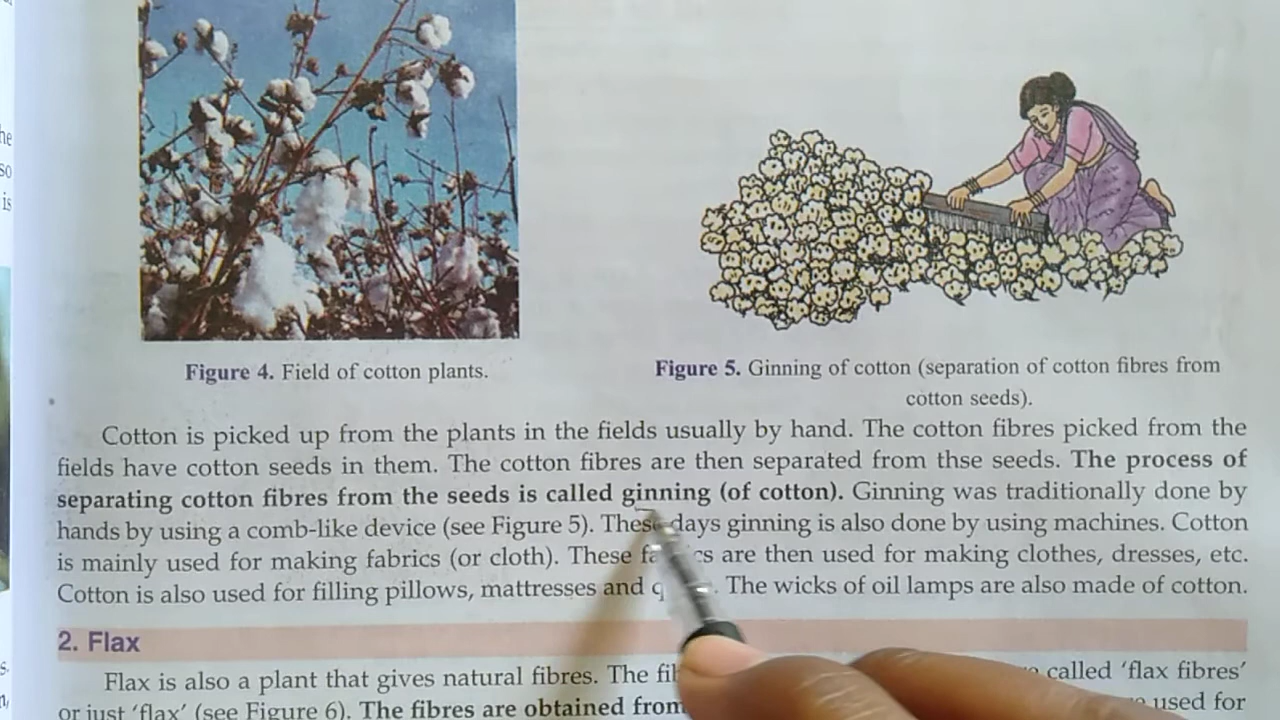 he
so
is
Figure 4. Field of cotton plants.
Figure 5. Ginning of cotton (separation of cotton fibres from
cotton seeds).
Cotton is picked up from the plants in the fields usually by hand. The cotton fibres picked from the
fields have cotton seeds in them. The cotton fibres are then separated from thse seeds. The process of
separating cotton fibres from the seeds is called ginning (of cotton). Ginning was traditionally done by
hands by using a comb-like device (see Figure 5). These days ginning is also done by using machines. Cotton
is mainly used for making fabrics (or cloth). These are then used for making clothes, dresses, etc.
Cotton is also used for filling pillows, mattresses and The wicks of oil lamps are also made of cotton.
2. Flax
Flax is also a plant that gives natural fibres. The called 'flax fibres'
or just 'flax' (see Figure 6). The fibres are obtained from used for